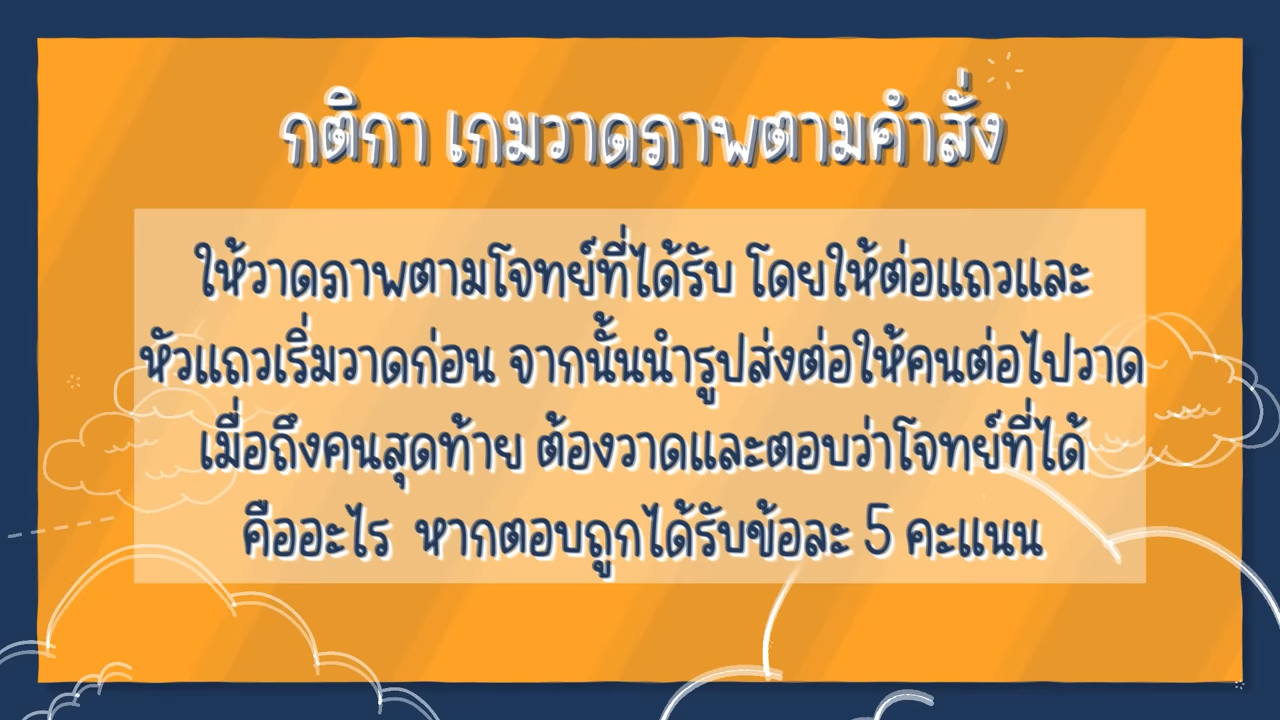 กติกา เกมวาดภาพตามคำสั่ง
ให้วาดภาพตามโจทย์ที่ได้รับ โดยให้ต่อแถวและ
หัวแถวเริ่มวาดก่อน จากนั้นนำรูปส่งต่อให้คนต่อไปวาด
เมื่อถึงคนสุดท้าย ต้องวาดและตอบว่าโจทย์ที่ได้
คืออะไร หากตอบถูกได้รับข้อละ 5 คะแนน